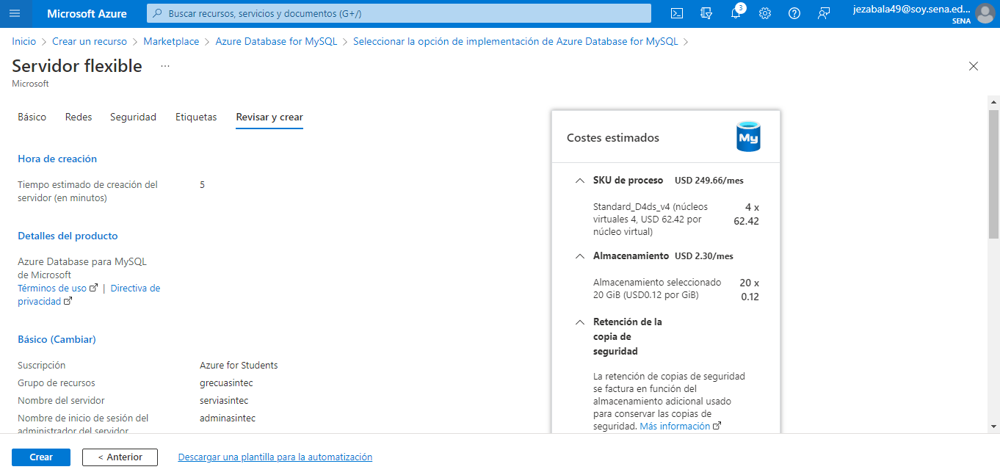 Microsoft Azure
Buscar recursos, servicios y documentos (G+/)
3
jezabala49@soy.sena.ed...
SENA
Inicio > Crear un recurso > Marketplace > Azure Database for MySQL > Seleccionar la opción de implementación de Azure Database for MySQL >
Servidor flexible ...
Microsoft
Básico Redes Seguridad Etiquetas Revisar y crear
Hora de creación
Tiempo estimado de creación del 5
servidor (en minutos)
Detalles del producto
Azure Database para MySQL
de Microsoft
Términos de uso | Directiva de
privacidad
Básico (Cambiar)
Suscripción Azure for Students
Grupo de recursos grecuasintec
Nombre del servidor serviasintec
Nombre de inicio de sesión del adminasintec
administrador del servidor
Costes estimados
My
SKU de proceso USD 249.66/mes
Standard_D4ds_v4 (núcleos 4 x
virtuales 4, USD 62.42 por 62.42
núcleo virtual)
Almacenamiento USD 2.30/mes
Almacenamiento seleccionado 20 x
20 GiB (USD0.12 por GiB) 0.12
Retención de la
copia de
seguridad
La retención de copias de seguridad
se factura en función del
almacenamiento adicional usado
para conservar las copias de
seguridad. Más información
Crear < Anterior Descargar una plantilla para la automatización